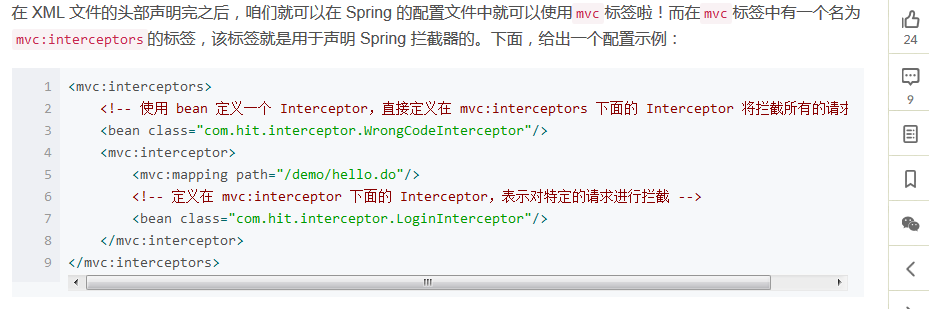 在 XML 文件的头部声明完之后，咱们就可以在 Spring 的配置文件中就可以使用 mvc 标签啦！而在 mvc 标签中有一个名为
mvc:interceptors 的标签，该标签就是用于声明 Spring 拦截器的。下面，给出一个配置示例：
1 <mvc:interceptors>
2 <!-- 使用 bean 定义一个 Interceptor，直接定义在 mvc:interceptors 下面的 Interceptor 将拦截所有的请求
3 <bean class="com.hit.interceptor.WrongCodeInterceptor"/>
4 <mvc:interceptor>
5 <mvc:mapping path="/demo/hello.do"/>
6 <!-- 定义在 mvc:interceptor 下面的 Interceptor，表示对特定的请求进行拦截 -->
7 <bean class="com.hit.interceptor.LoginInterceptor"/>
8 </mvc:interceptor>
9 </mvc:interceptors>
24
9